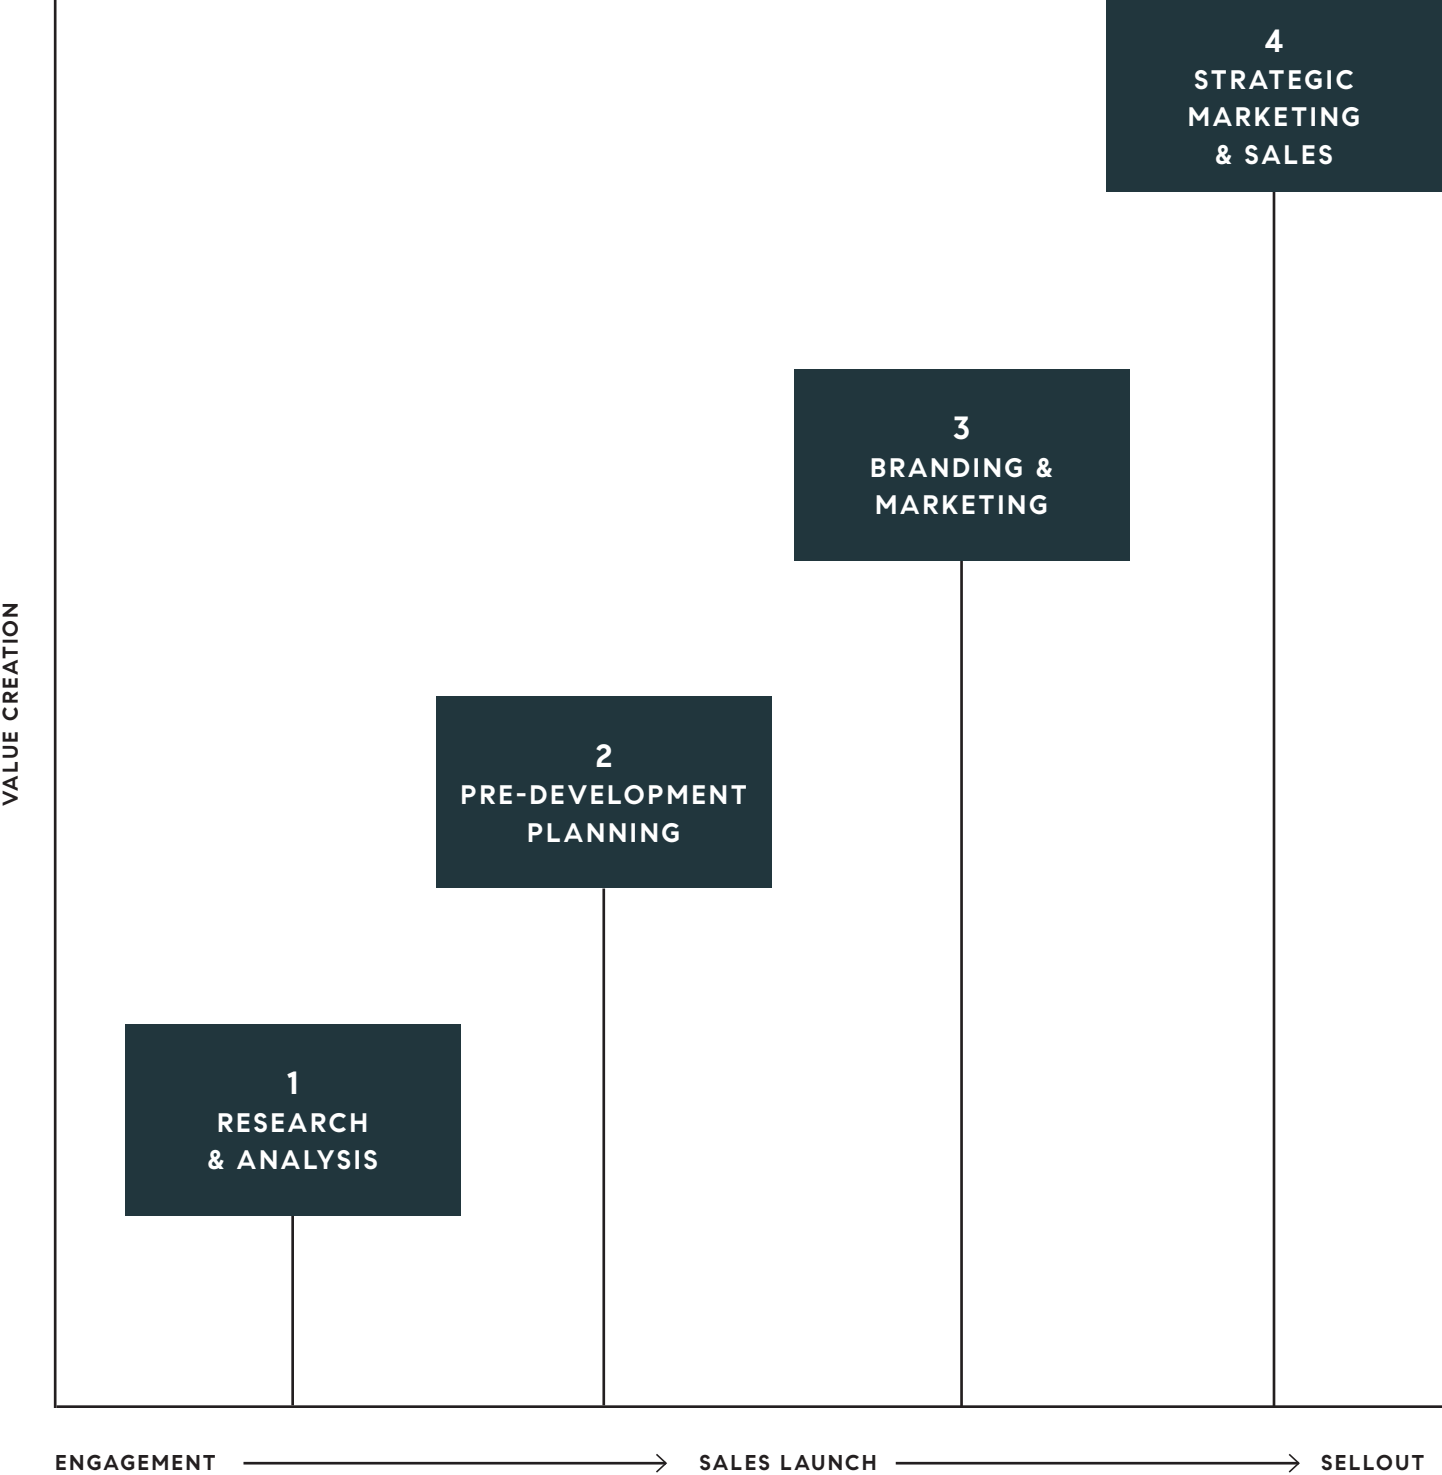 4
STRATEGIC
MARKETING
& SALES
3
BRANDING &
MARKETING
VALUE CREATION
2
PRE-DEVELOPMENT
PLANNING
1
RESEARCH
& ANALYSIS
ENGAGEMENT SALES LAUNCH SELLOUT